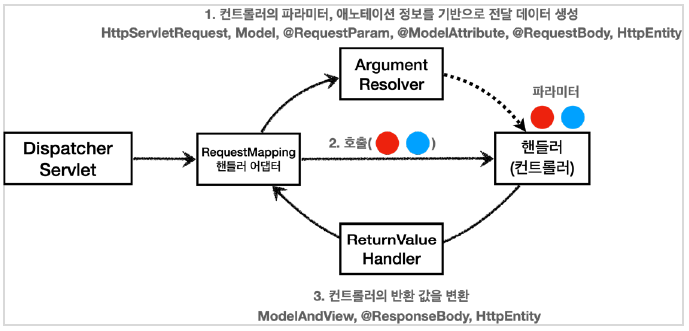 1. 컨트롤러의 파라미터, 애노테이션 정보를 기반으로 전달 데이터 생성
HttpServletRequest, Model, @RequestParam, @ModelAttribute, @RequestBody, HttpEntity
Argument
Resolver
파라미터
Dispatcher
Servlet
RequestMapping
핸들러 어댑터
2. 호출( )
핸들러
(컨트롤러)
ReturnValue
Handler
3. 컨트롤러의 반환 값을 변환
ModelAndView, @ResponseBody, HttpEntity